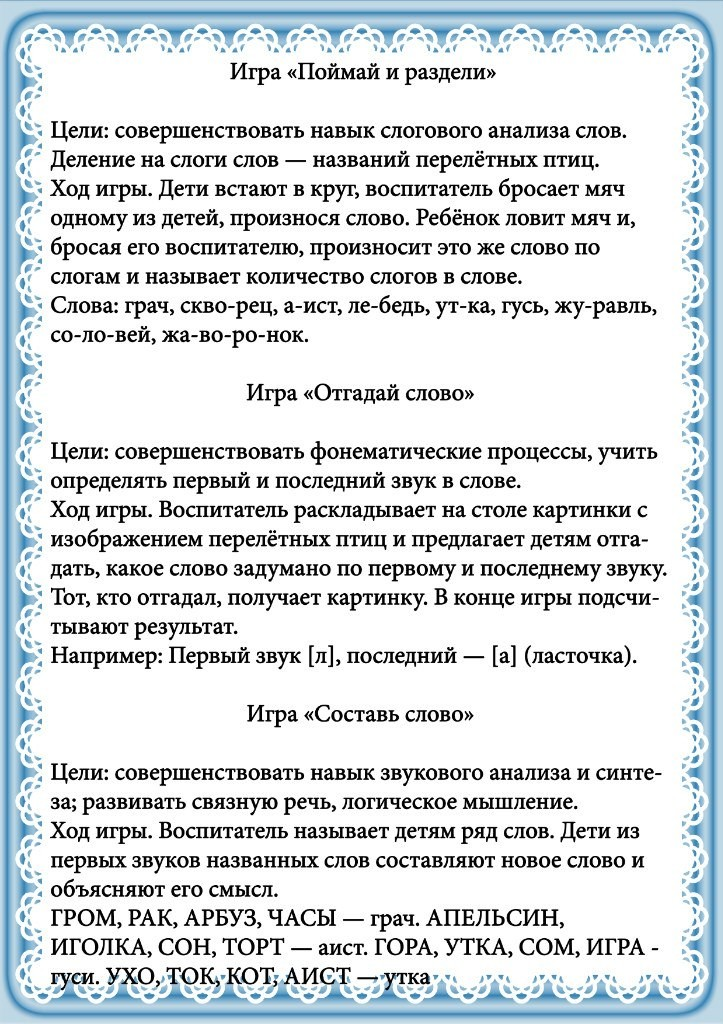 Игра «Поймай и раздели»
Цели: совершенствовать навык слогового анализа слов.
Деление на слоги слов — названий перелётных птиц.
Ход игры. Дети встают в круг, воспитатель бросает мяч
одному из детей, произнося слово. Ребёнок ловит мяч и,
бросая его воспитателю, произносит это же слово по
слогам и называет количество слогов в слове.
Слова: грач, скво-рец, а-ист, ле-бедь, ут-ка, гусь, жу-равль,
со-ло-вей, жа-во-ро-нок.
Игра «Отгадай слово»
Цели: совершенствовать фонематические процессы, учить
определять первый и последний звук в слове.
Ход игры. Воспитатель раскладывает на столе картинки с
изображением перелётных птиц и предлагает детям отга-
дать, какое слово задумано по первому и последнему звуку.
Тот, кто отгадал, получает картинку. В конце игры подсчи-
тывают результат.
Например: Первый звук [л], последний — [а] (ласточка).
Игра «Составь слово»
Цели: совершенствовать навык звукового анализа и синте-
за; развивать связную речь, логическое мышление.
Ход игры. Воспитатель называет детям ряд слов. Дети из
первых звуков названных слов составляют новое слово и
объясняют его смысл.
ГРОМ, РАК, АРБУЗ, ЧАСЫ — грач. АПЕЛЬСИН,
ИГОЛКА, СОН, ТОРТ — аист. ГОРА, УТКА, СОМ, ИГРА -
гуси. УХО, ТОК, КОТ, АИСТ — утка